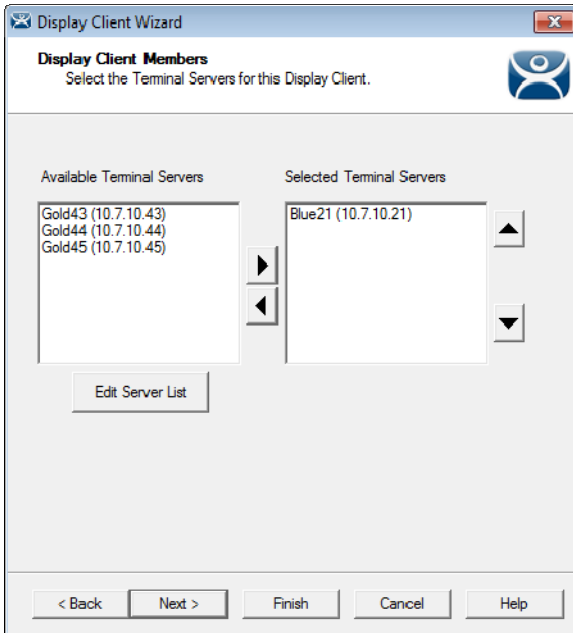 Display Client Wizard
Display Client Members
Select the Terminal Servers for this Display Client.
Available Terminal Servers
Selected Terminal Servers
Gold43 (10.7.10.43)
Gold44 (10.7.10.44)
Gold45 (10.7.10.45)
Blue21 (10.7.10.21)
Edit Server List
< Back
Next >
Finish
Cancel
Help